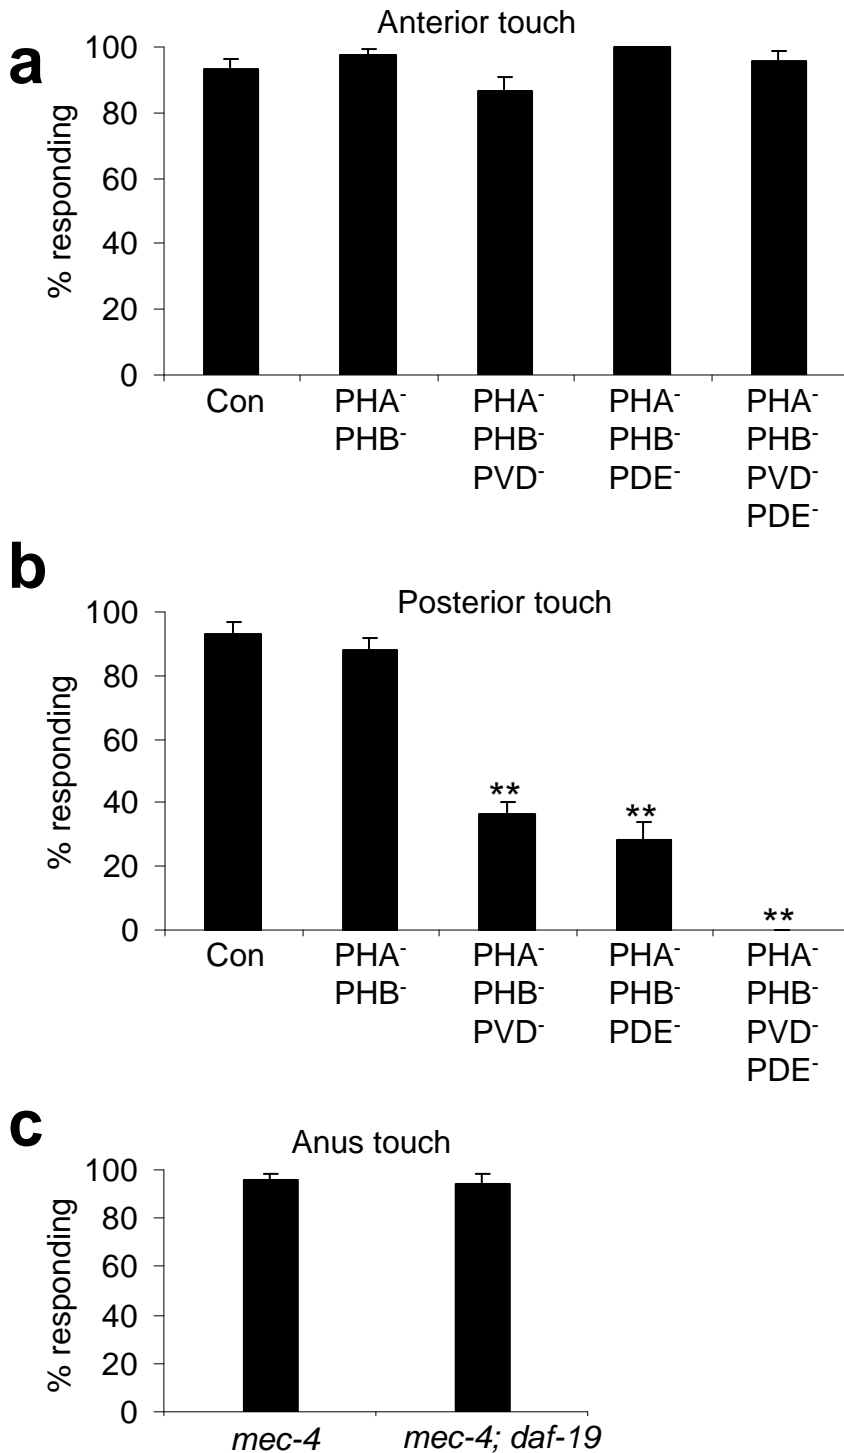 a
Anterior touch
% responding
100
80
60
40
20
0
Con PHA- PHA- PHA- PHA-
PHB- PHB- PHB- PHB-
PVD- PDE- PVD-
PDE-
b
Posterior touch
% responding
100
80
60
40
20
0
** ** **
Con PHA- PHA- PHA- PHA-
PHB- PHB- PHB- PHB-
PVD- PDE- PVD-
PDE-
c
Anus touch
% responding
100
80
60
40
20
0
mec-4 mec-4; daf-19